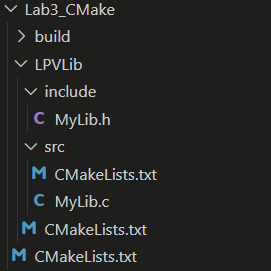 Lab3_CMake
build
LPVLib
include
C MyLib.h
src
M CMakeLists.txt
C MyLib.c
M CMakeLists.txt
M CMakeLists.txt